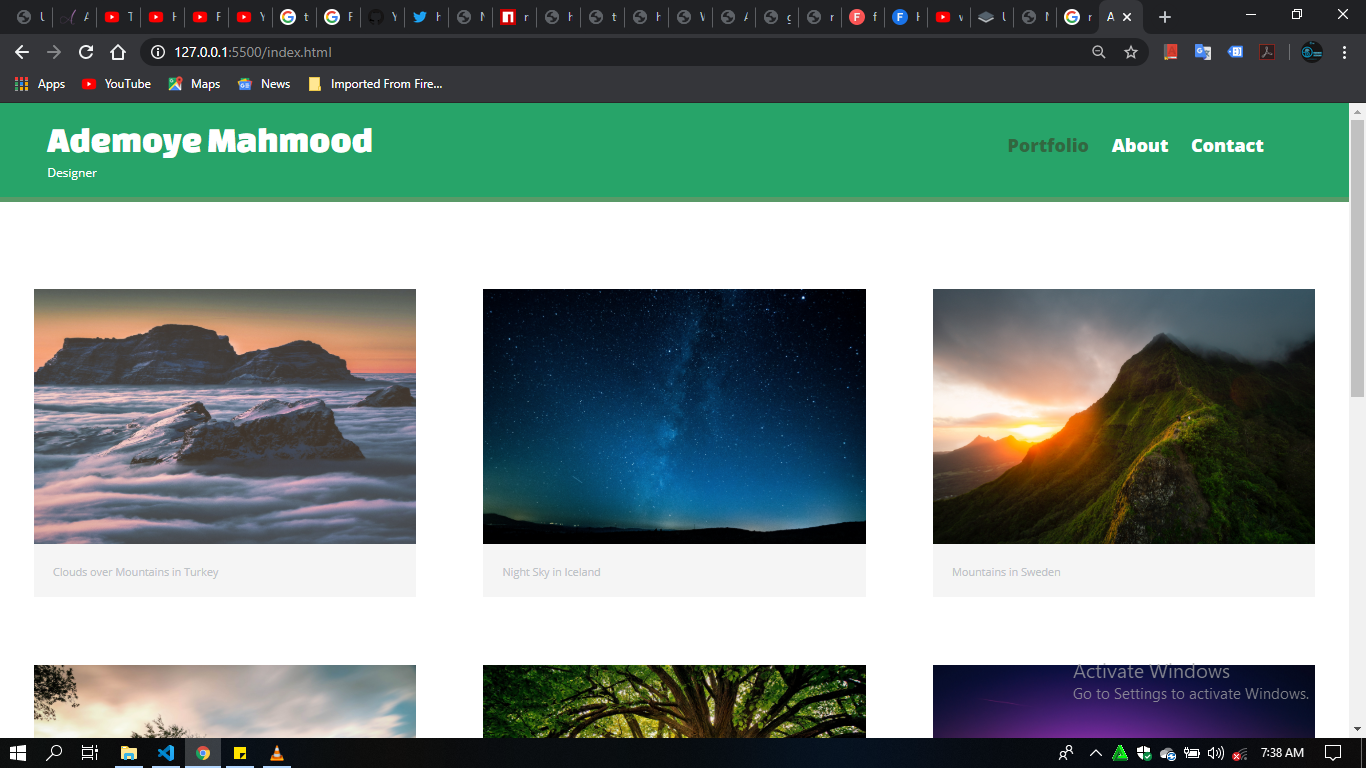 127.0.0.1:5500/index.html
Apps YouTube Maps News Imported From Fire...
Ademoye Mahmood
Designer
Portfolio About Contact
Clouds over Mountains in Turkey
Night Sky in Iceland
Mountains in Sweden
Activate Windows
Go to Settings to activate Windows.
7:38 AM